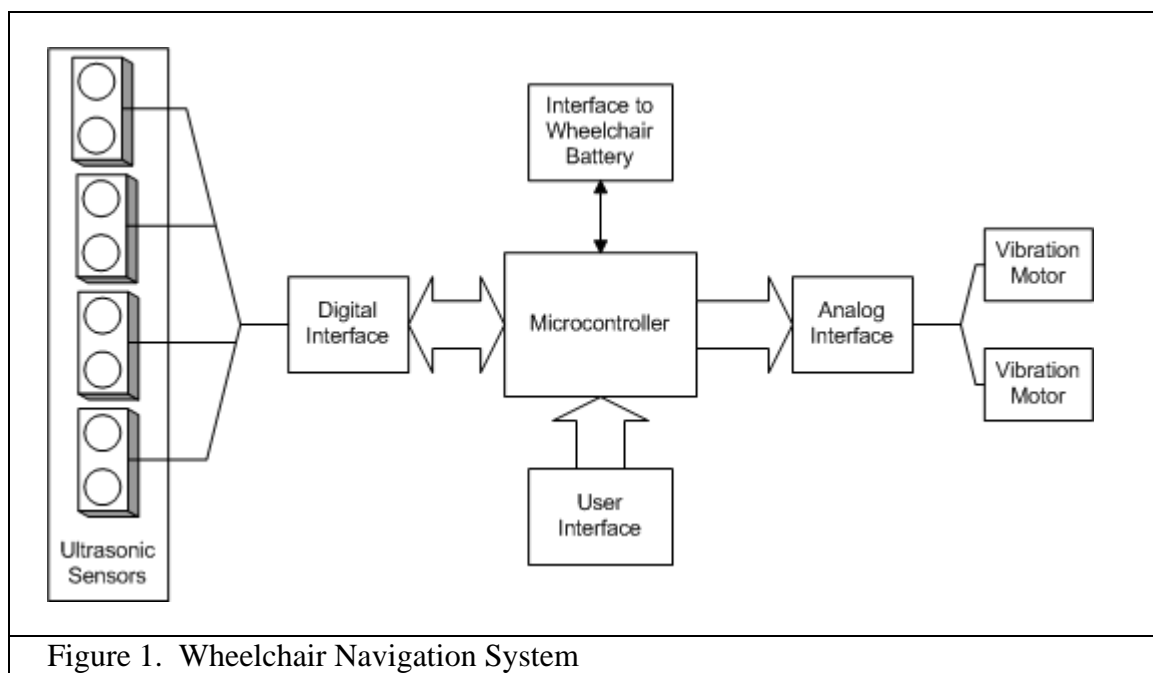 Ultrasonic
Sensors
Digital
Interface
Interface to
Wheelchair
Battery
Microcontroller
User
Interface
Analog
Interface
Vibration
Motor
Vibration
Motor
Figure 1.  Wheelchair Navigation System